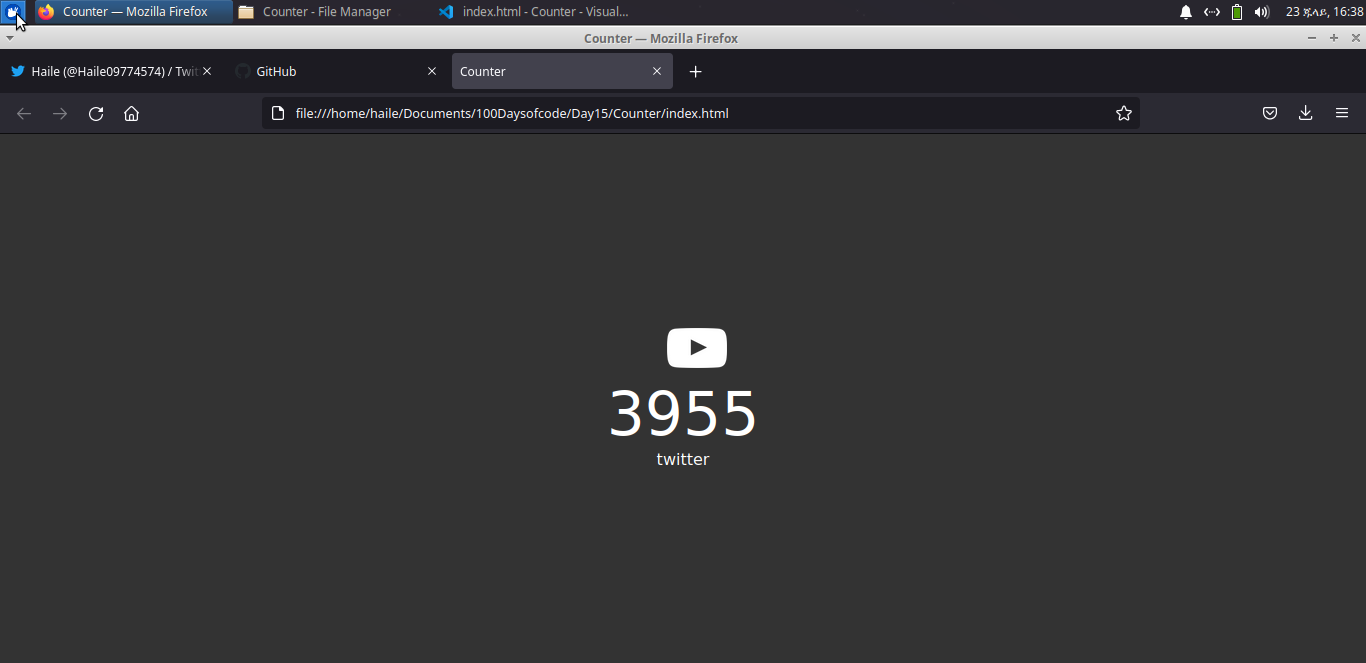 Counter — Mozilla Firefox
Counter - File Manager
index.html - Counter - Visual...
23 ጁላይ, 16:38
Counter — Mozilla Firefox
Haile (@Haile09774574) / Twit
GitHub
Counter
file:///home/haile/Documents/100Daysofcode/Day15/Counter/index.html
3955
twitter